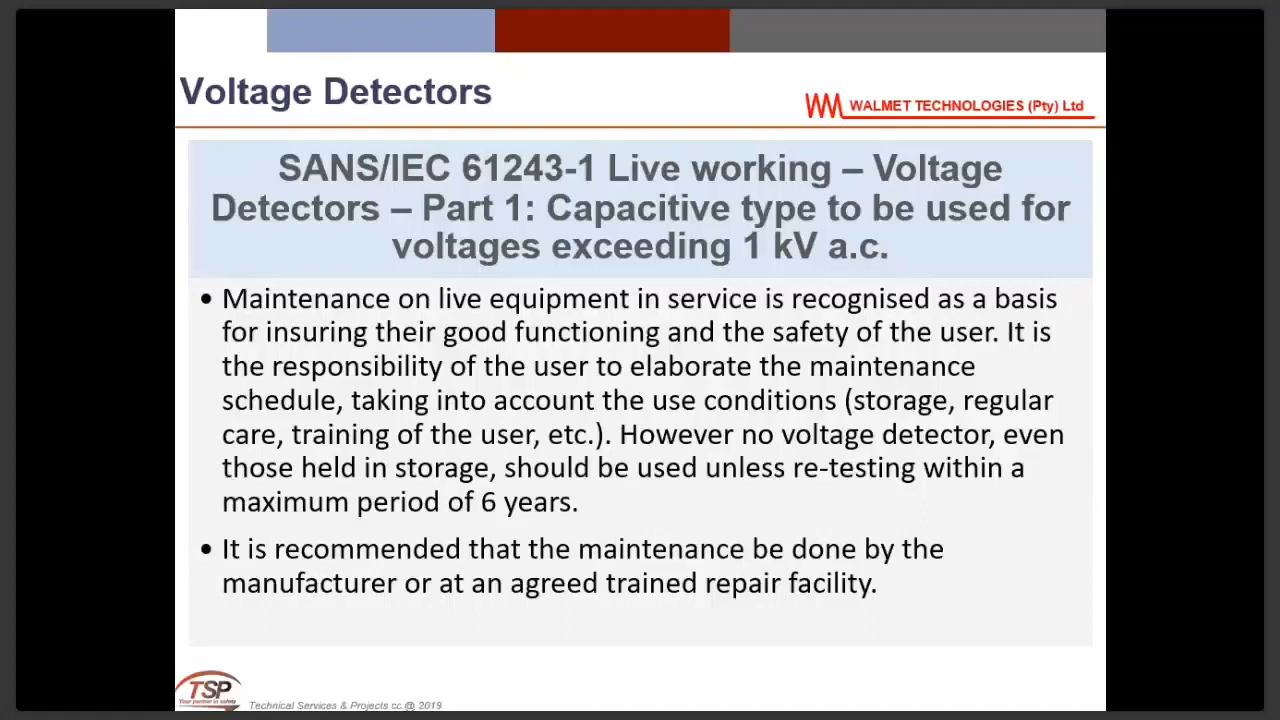 Voltage Detectors
WALMET TECHNOLOGIES (Pty) Ltd
SANS/IEC 61243-1 Live working – Voltage
Detectors – Part 1: Capacitive type to be used for
voltages exceeding 1 kV a.c.
• Maintenance on live equipment in service is recognised as a basis
for insuring their good functioning and the safety of the user. It is
the responsibility of the user to elaborate the maintenance
schedule, taking into account the use conditions (storage, regular
care, training of the user, etc.). However no voltage detector, even
those held in storage, should be used unless re-testing within a
maximum period of 6 years.
• It is recommended that the maintenance be done by the
manufacturer or at an agreed trained repair facility.
TSP
Your partner in safety
Technical Services & Projects cc.@ 2019